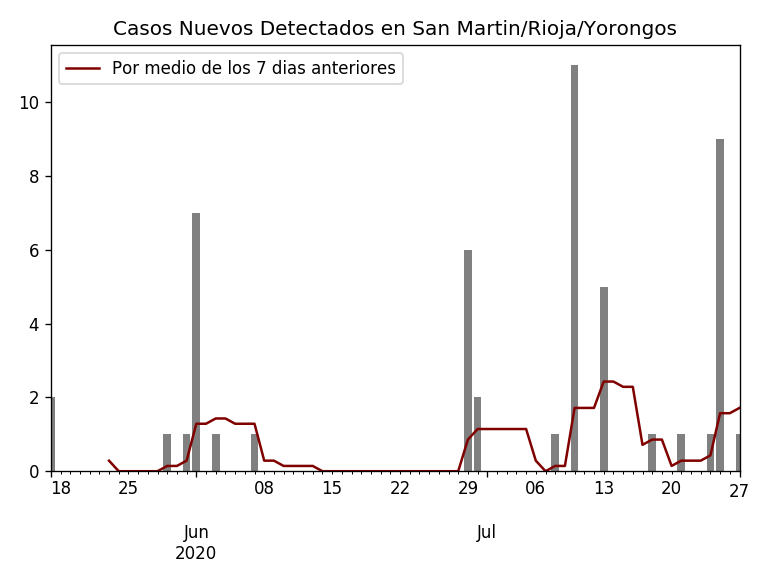 Casos Nuevos Detectados en San Martin/Rioja/Yorongos
Por medio de los 7 dias anteriores
10
8
6
4
2
0
18 25 08 15 22 29 06 13 20 27
Jun Jul
2020